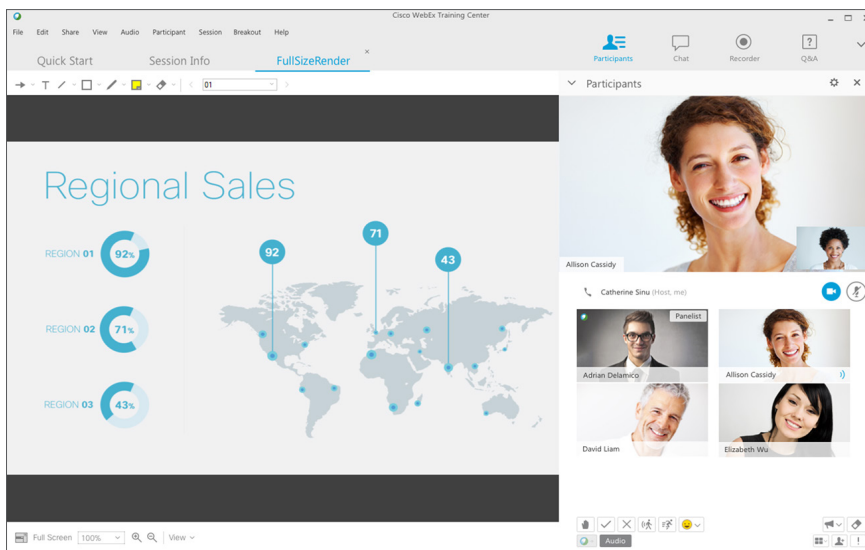 Cisco WebEx Training Center
File Edit Share View Audio Participant Session Breakout Help
Quick Start Session Info FullSizeRender
Participants Chat Recorder Q&A
01
Participants
Regional Sales
REGION 01 92%
REGION 02 71%
REGION 03 43%
92
71
43
Allison Cassidy
Catherine Sinu (Host, me)
Panelist
Adrian Delamico
Allison Cassidy
David Liam
Elizabeth Wu
Full Screen 100% View
Audio